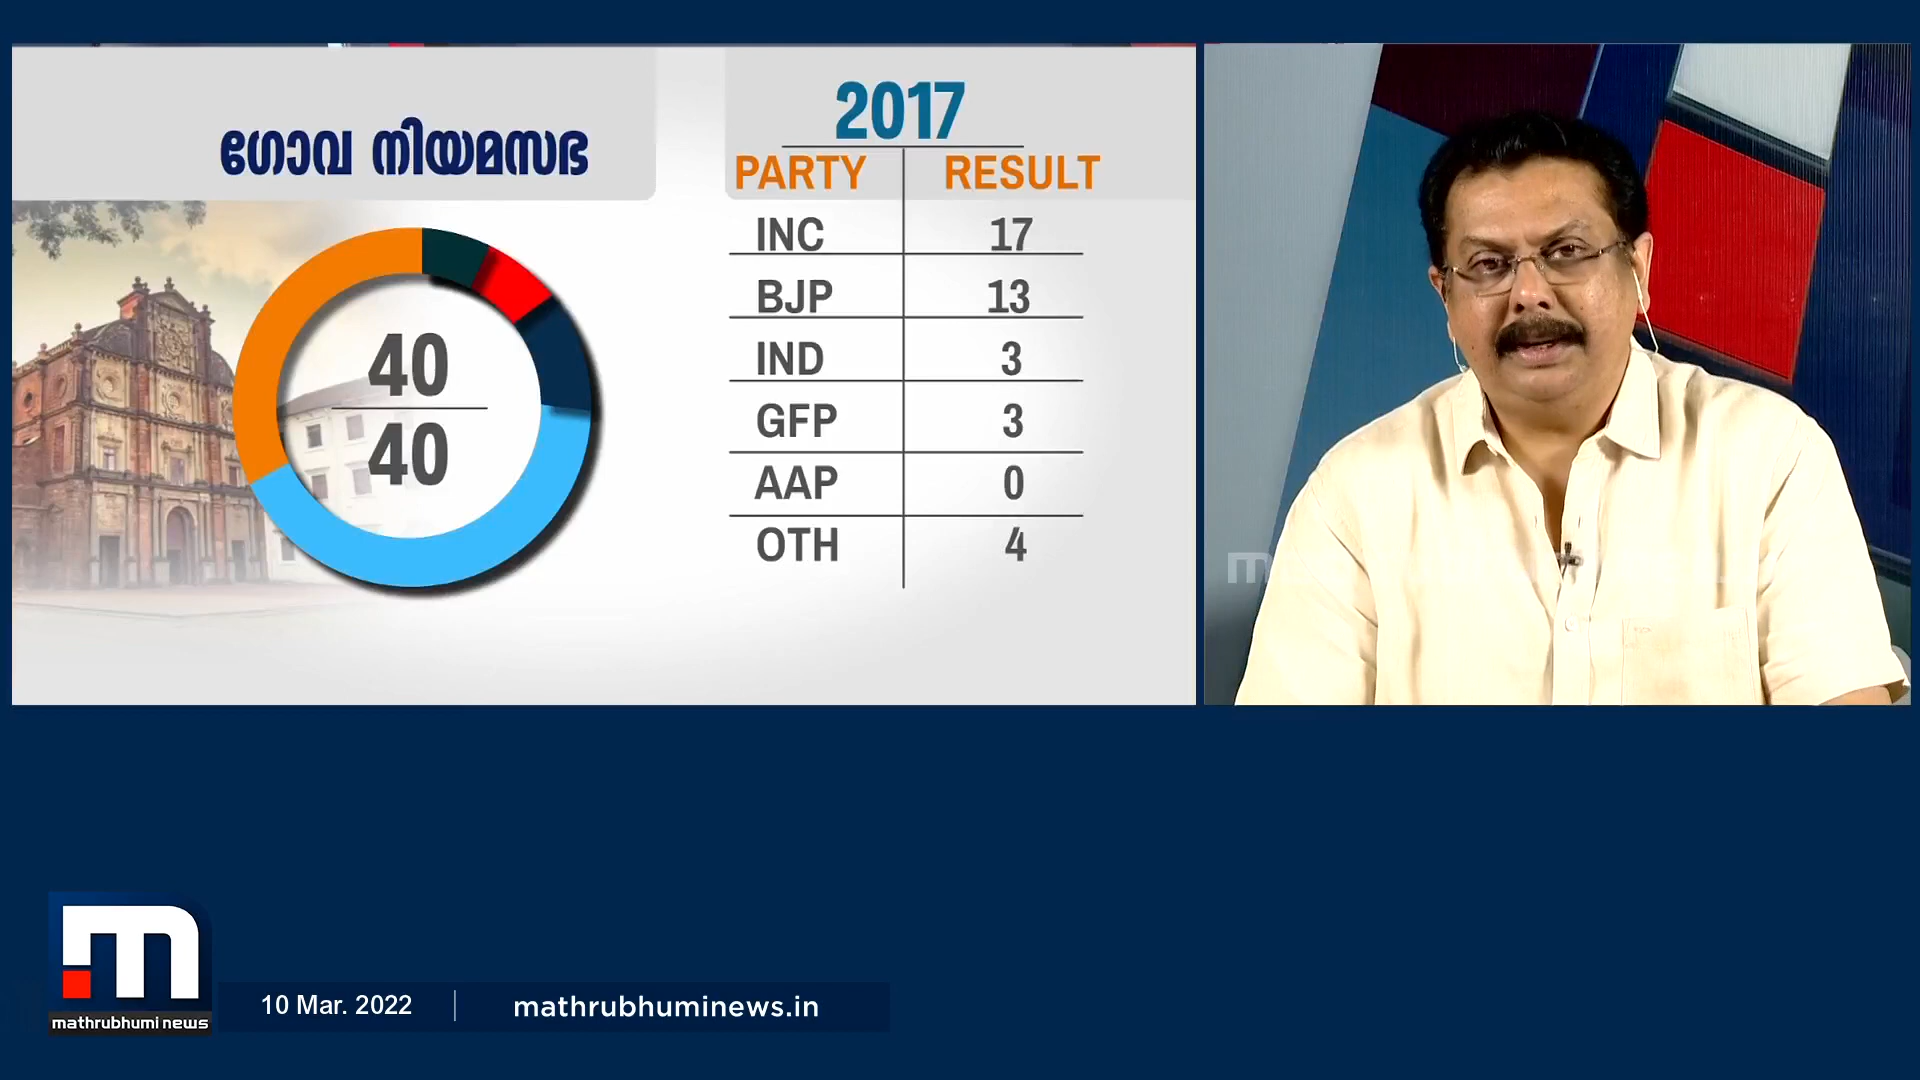 ഗോവ നിയമസഭ
40
40
2017
PARTY RESULT
INC 17
BJP 13
IND 3
GFP 3
AAP 0
OTH 4
mathrubhumi news
10 Mar. 2022
mathrubhuminews.in